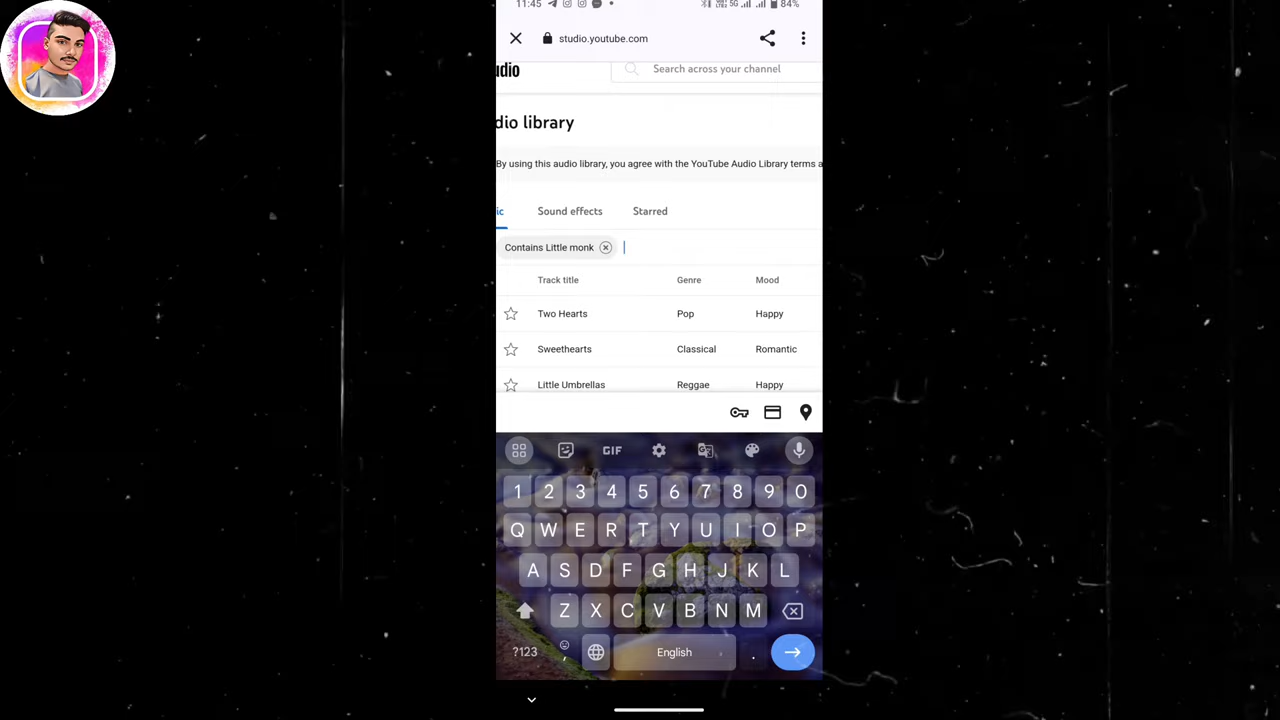 11:45 5G 84%
studio.youtube.com
udio Search across your channel
dio library
By using this audio library, you agree with the YouTube Audio Library terms a
ic Sound effects Starred
Contains Little monk
Track title Genre Mood
Two Hearts Pop Happy
Sweethearts Classical Romantic
Little Umbrellas Reggae Happy
GIF
1 2 3 4 5 6 7 8 9 0
Q W E R T Y U I O P
A S D F G H J K L
Z X C V B N M
?123 , English .